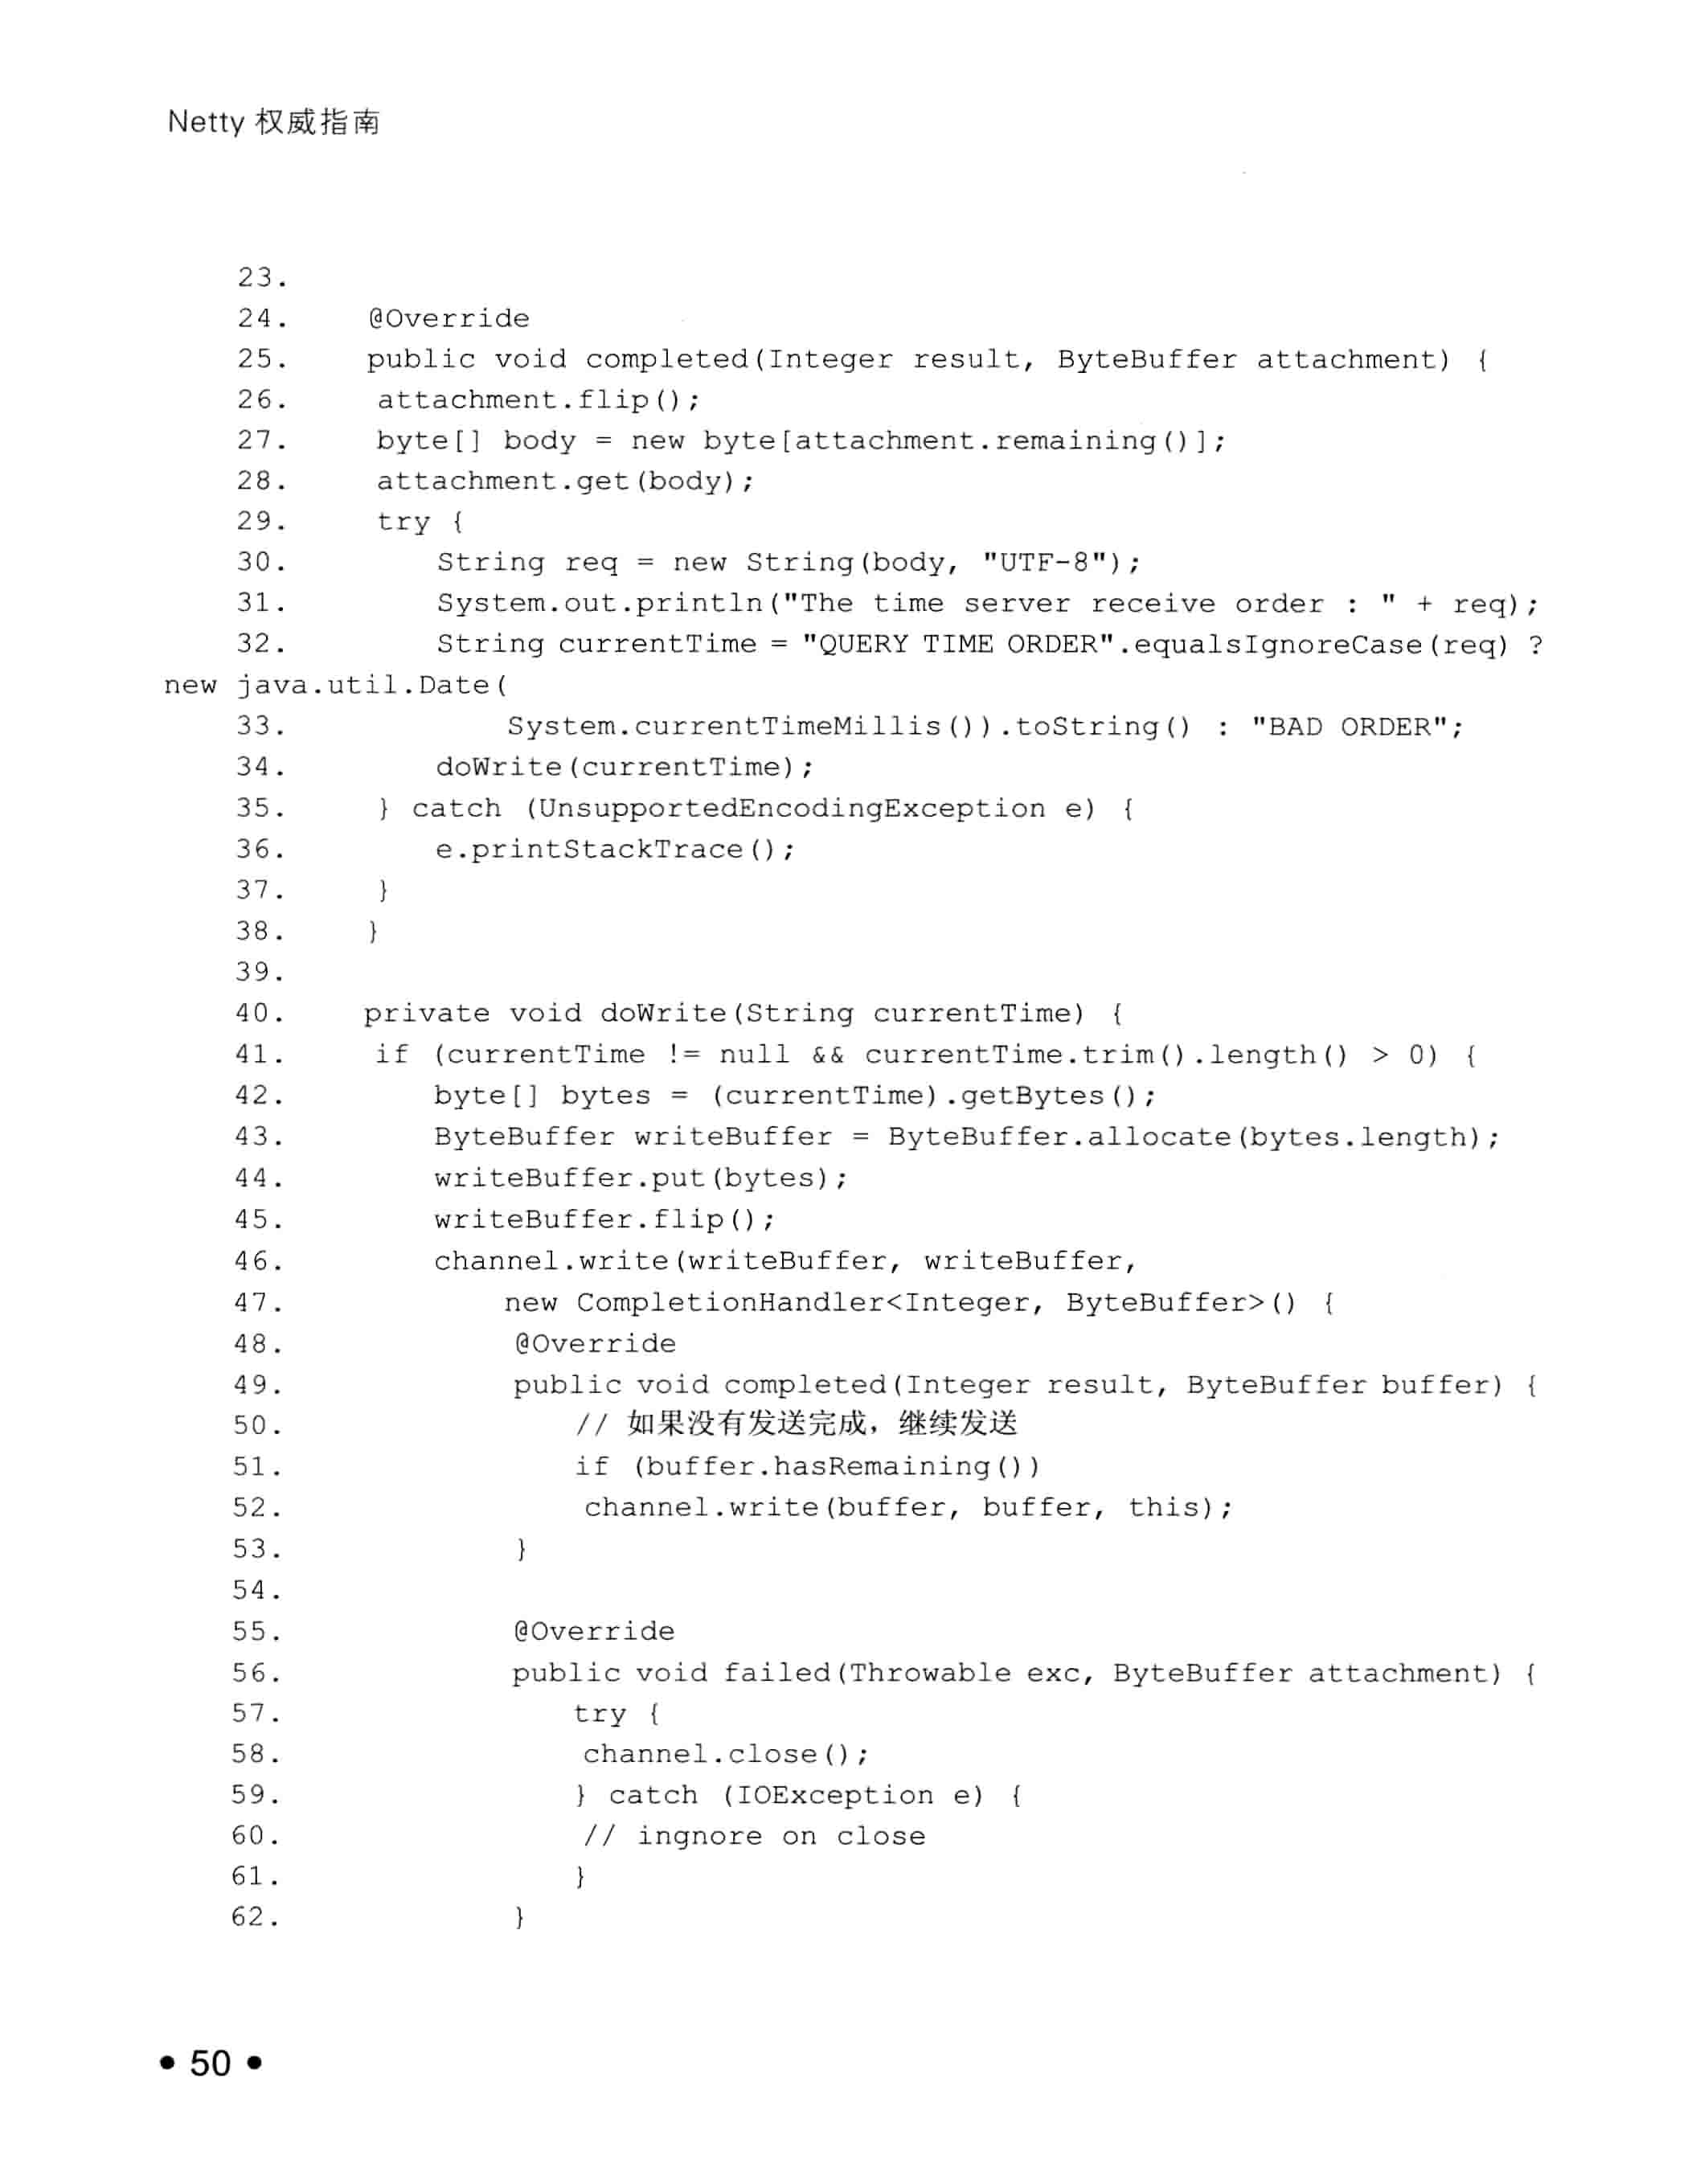 Netty 权威指南
23.
24. @Override
25. public void completed(Integer result, ByteBuffer attachment) {
26. attachment.flip();
27. byte[] body = new byte[attachment.remaining()];
28. attachment.get(body);
29. try {
30. String req = new String(body, "UTF-8");
31. System.out.println("The time server receive order : " + req);
32. String currentTime = "QUERY TIME ORDER".equalsIgnoreCase(req) ?
new java.util.Date(
33. System.currentTimeMillis()).toString() : "BAD ORDER";
34. doWrite(currentTime);
35. } catch (UnsupportedEncodingException e) {
36. e.printStackTrace();
37. }
38. }
39.
40. private void doWrite(String currentTime) {
41. if (currentTime != null && currentTime.trim().length() > 0) {
42. byte[] bytes = (currentTime).getBytes();
43. ByteBuffer writeBuffer = ByteBuffer.allocate(bytes.length);
44. writeBuffer.put(bytes);
45. writeBuffer.flip();
46. channel.write(writeBuffer, writeBuffer,
47. new CompletionHandler<Integer, ByteBuffer>() {
48. @Override
49. public void completed(Integer result, ByteBuffer buffer) {
50. // 如果没有发送完成，继续发送
51. if (buffer.hasRemaining())
52. channel.write(buffer, buffer, this);
53. }
54.
55. @Override
56. public void failed(Throwable exc, ByteBuffer attachment) {
57. try {
58. channel.close();
59. } catch (IOException e) {
60. // ingnore on close
61. }
62. }
• 50 •